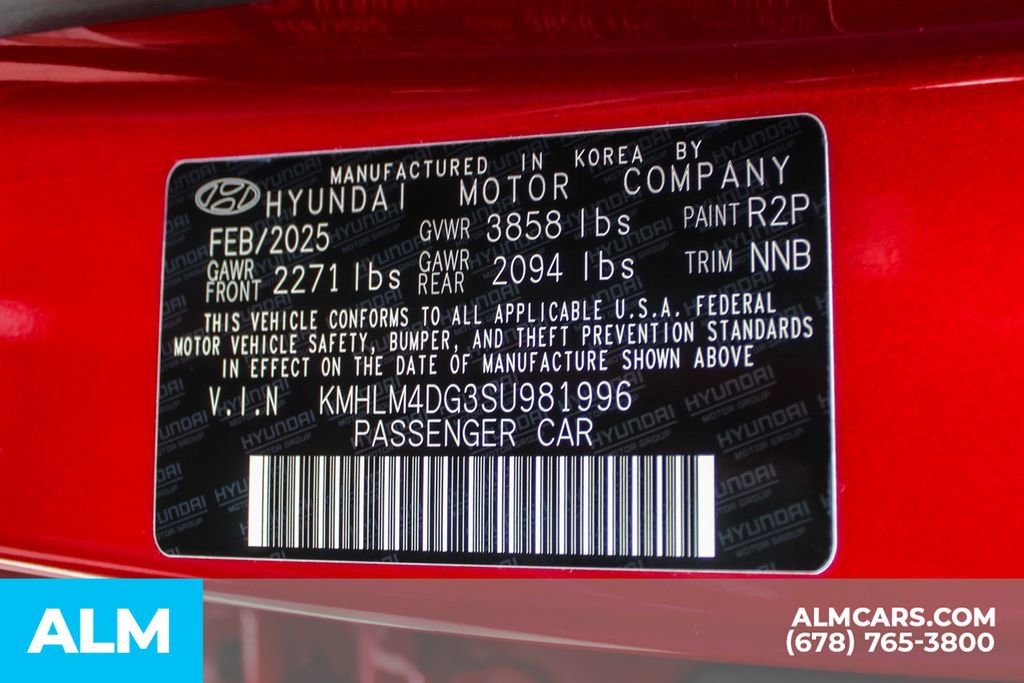 MANUFACTURED IN KOREA BY
HYUNDAI MOTOR COMPANY
FEB/2025 GVWR 3858 lbs PAINT R2P
GAWR FRONT 2271 lbs GAWR REAR 2094 lbs TRIM NNB
THIS VEHICLE CONFORMS TO ALL APPLICABLE U.S.A. FEDERAL
MOTOR VEHICLE SAFETY, BUMPER, AND THEFT PREVENTION STANDARDS
IN EFFECT ON THE DATE OF MANUFACTURE SHOWN ABOVE
V.I.N KMHLM4DG3SU981996
PASSENGER CAR
ALM
ALMCARS.COM
(678) 765-3800